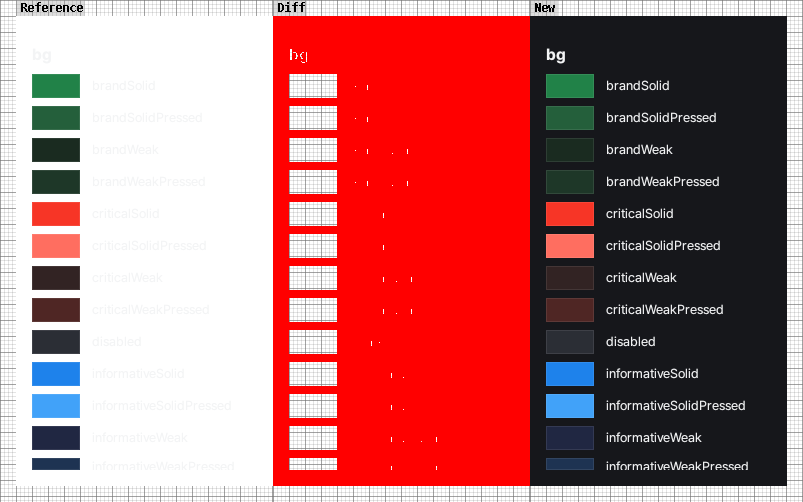 Reference
Diff
New
bg
brandSolid
brandSolidPressed
brandWeak
brandWeakPressed
criticalSolid
criticalSolidPressed
criticalWeak
criticalWeakPressed
disabled
informativeSolid
informativeSolidPressed
informativeWeak
informativeWeakPressed
bg
bg
brandSolid
brandSolidPressed
brandWeak
brandWeakPressed
criticalSolid
criticalSolidPressed
criticalWeak
criticalWeakPressed
disabled
informativeSolid
informativeSolidPressed
informativeWeak
informativeWeakPressed